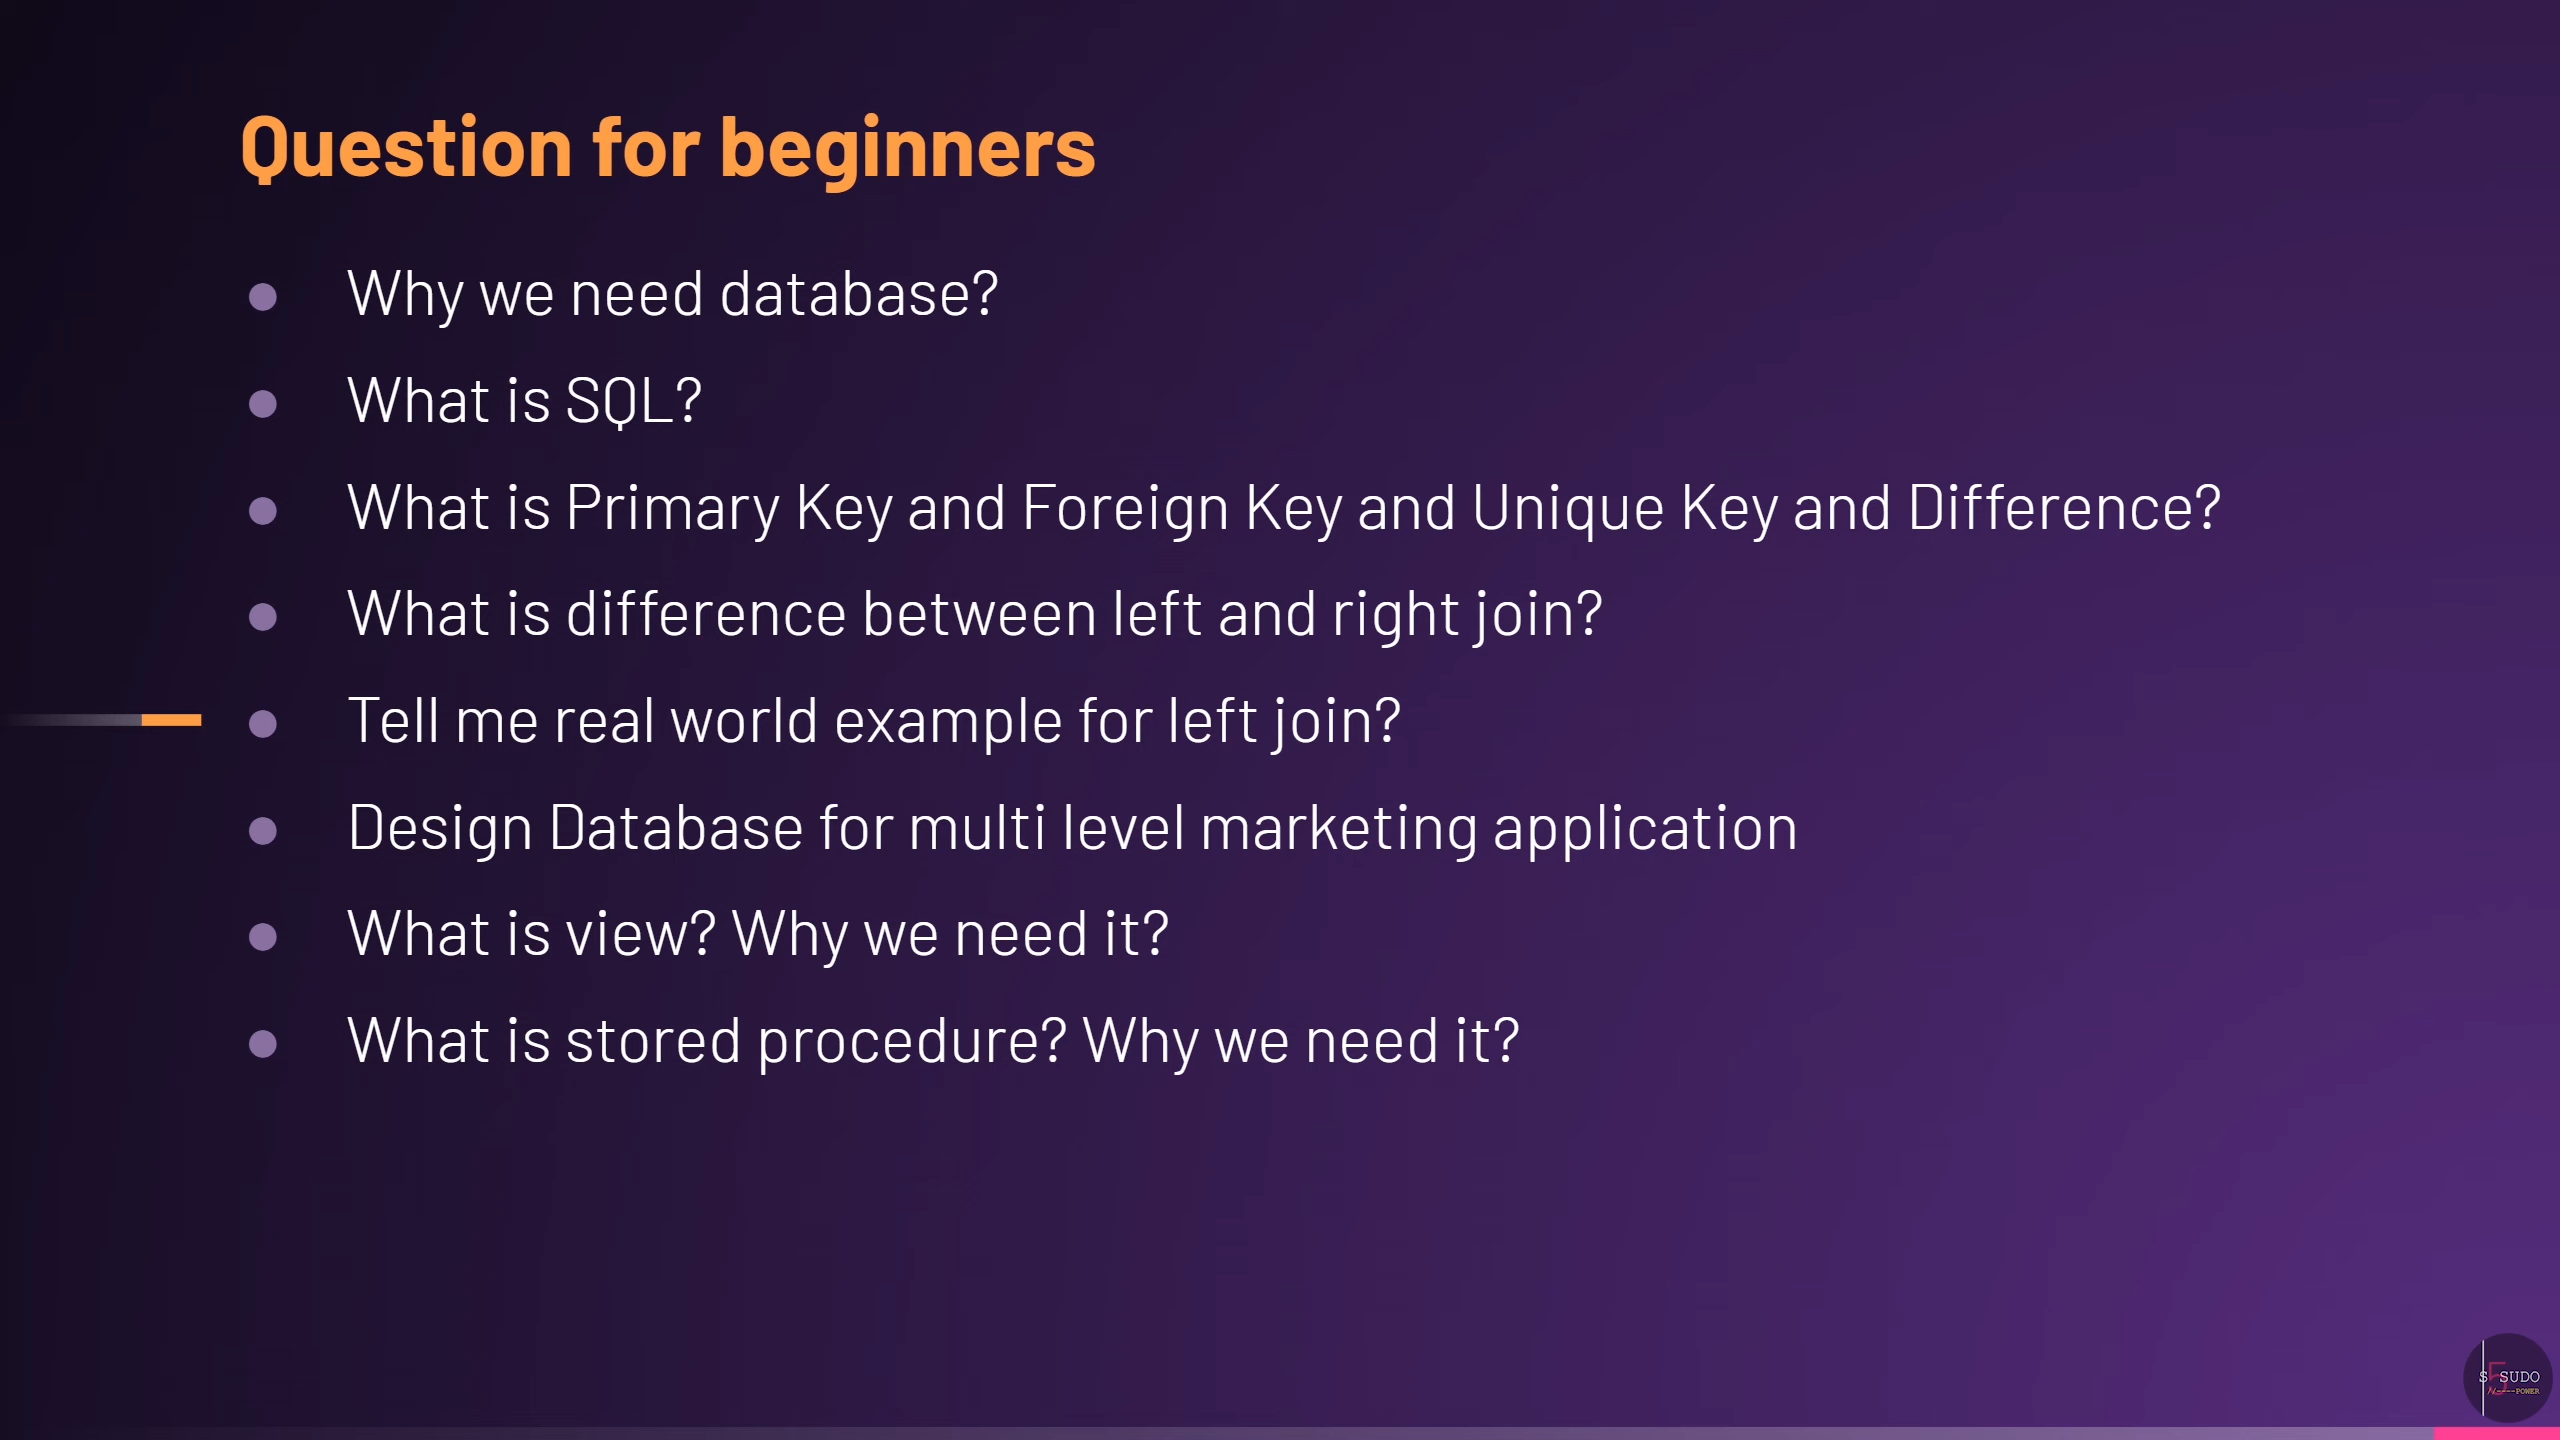 Question for beginners
Why we need database?
What is SQL?
What is Primary Key and Foreign Key and Unique Key and Difference?
What is difference between left and right join?
Tell me real world example for left join?
Design Database for multi level marketing application
What is view? Why we need it?
What is stored procedure? Why we need it?
S SUDO
POWER